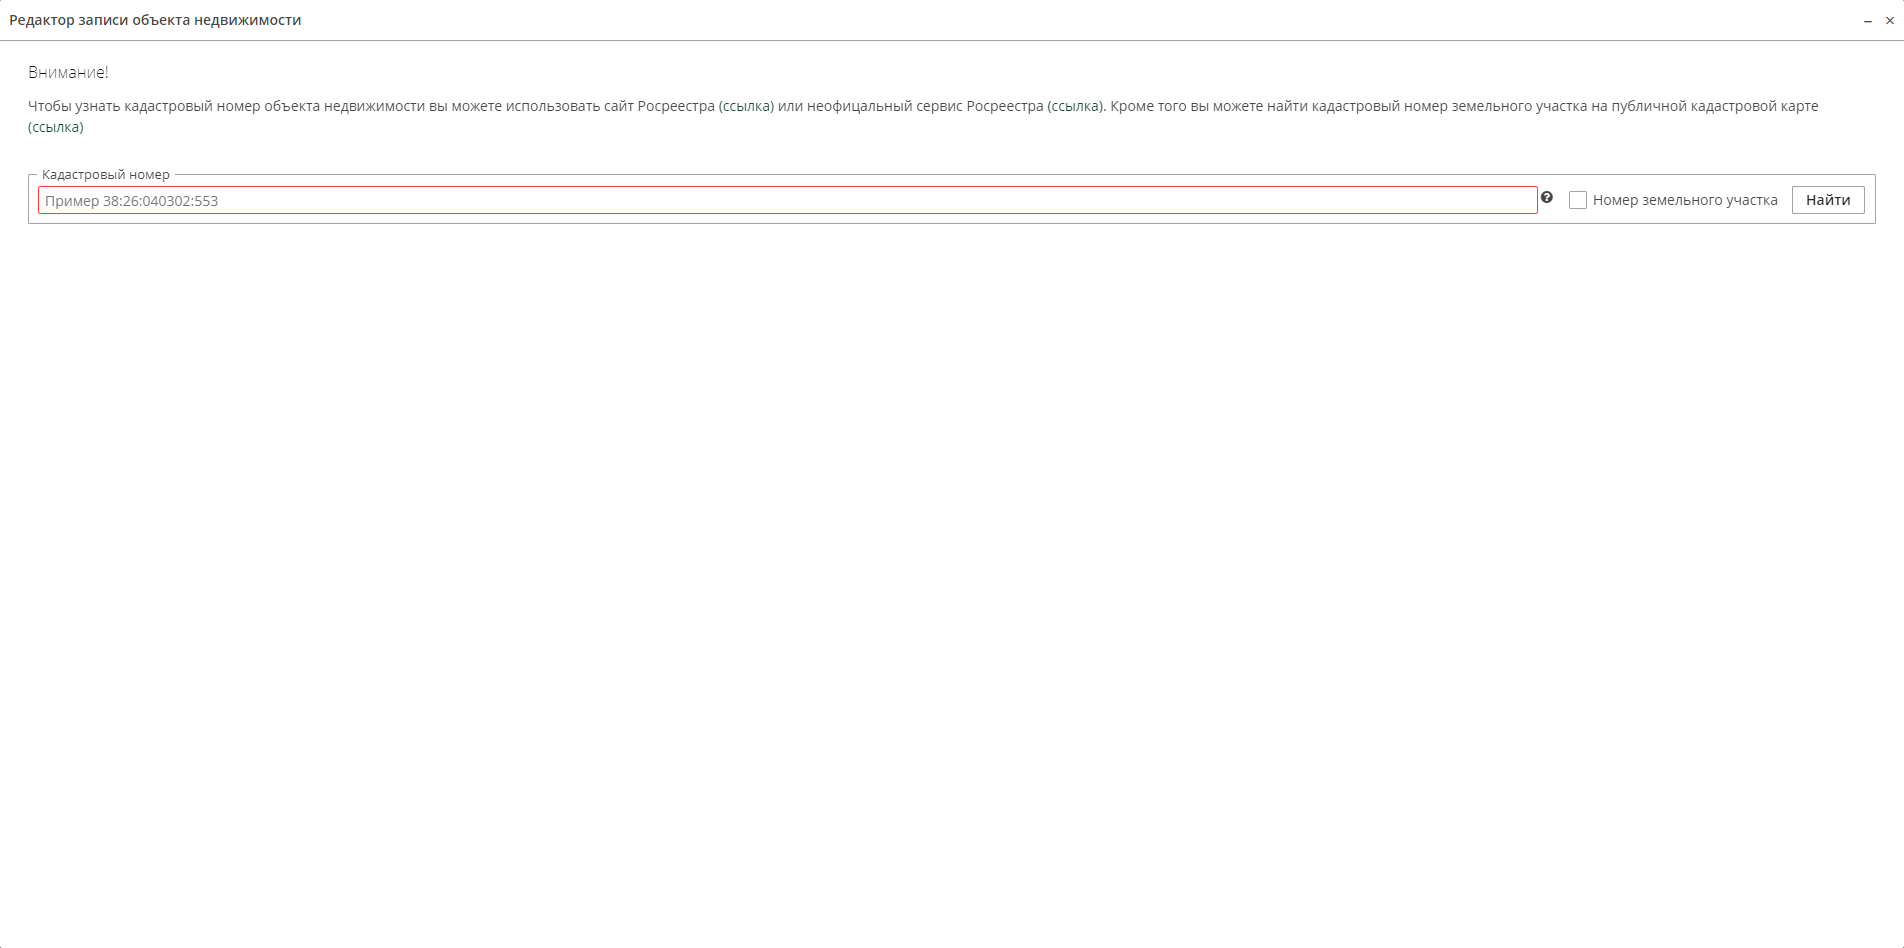 Редактор записи объекта недвижимости
Внимание!
Чтобы узнать кадастровый номер объекта недвижимости вы можете использовать сайт Росреестра (ссылка) или неофицальный сервис Росреестра (ссылка). Кроме того вы можете найти кадастровый номер земельного участка на публичной кадастровой карте
(ссылка)
Кадастровый номер
Пример 38:26:040302:553 Номер земельного участка Найти